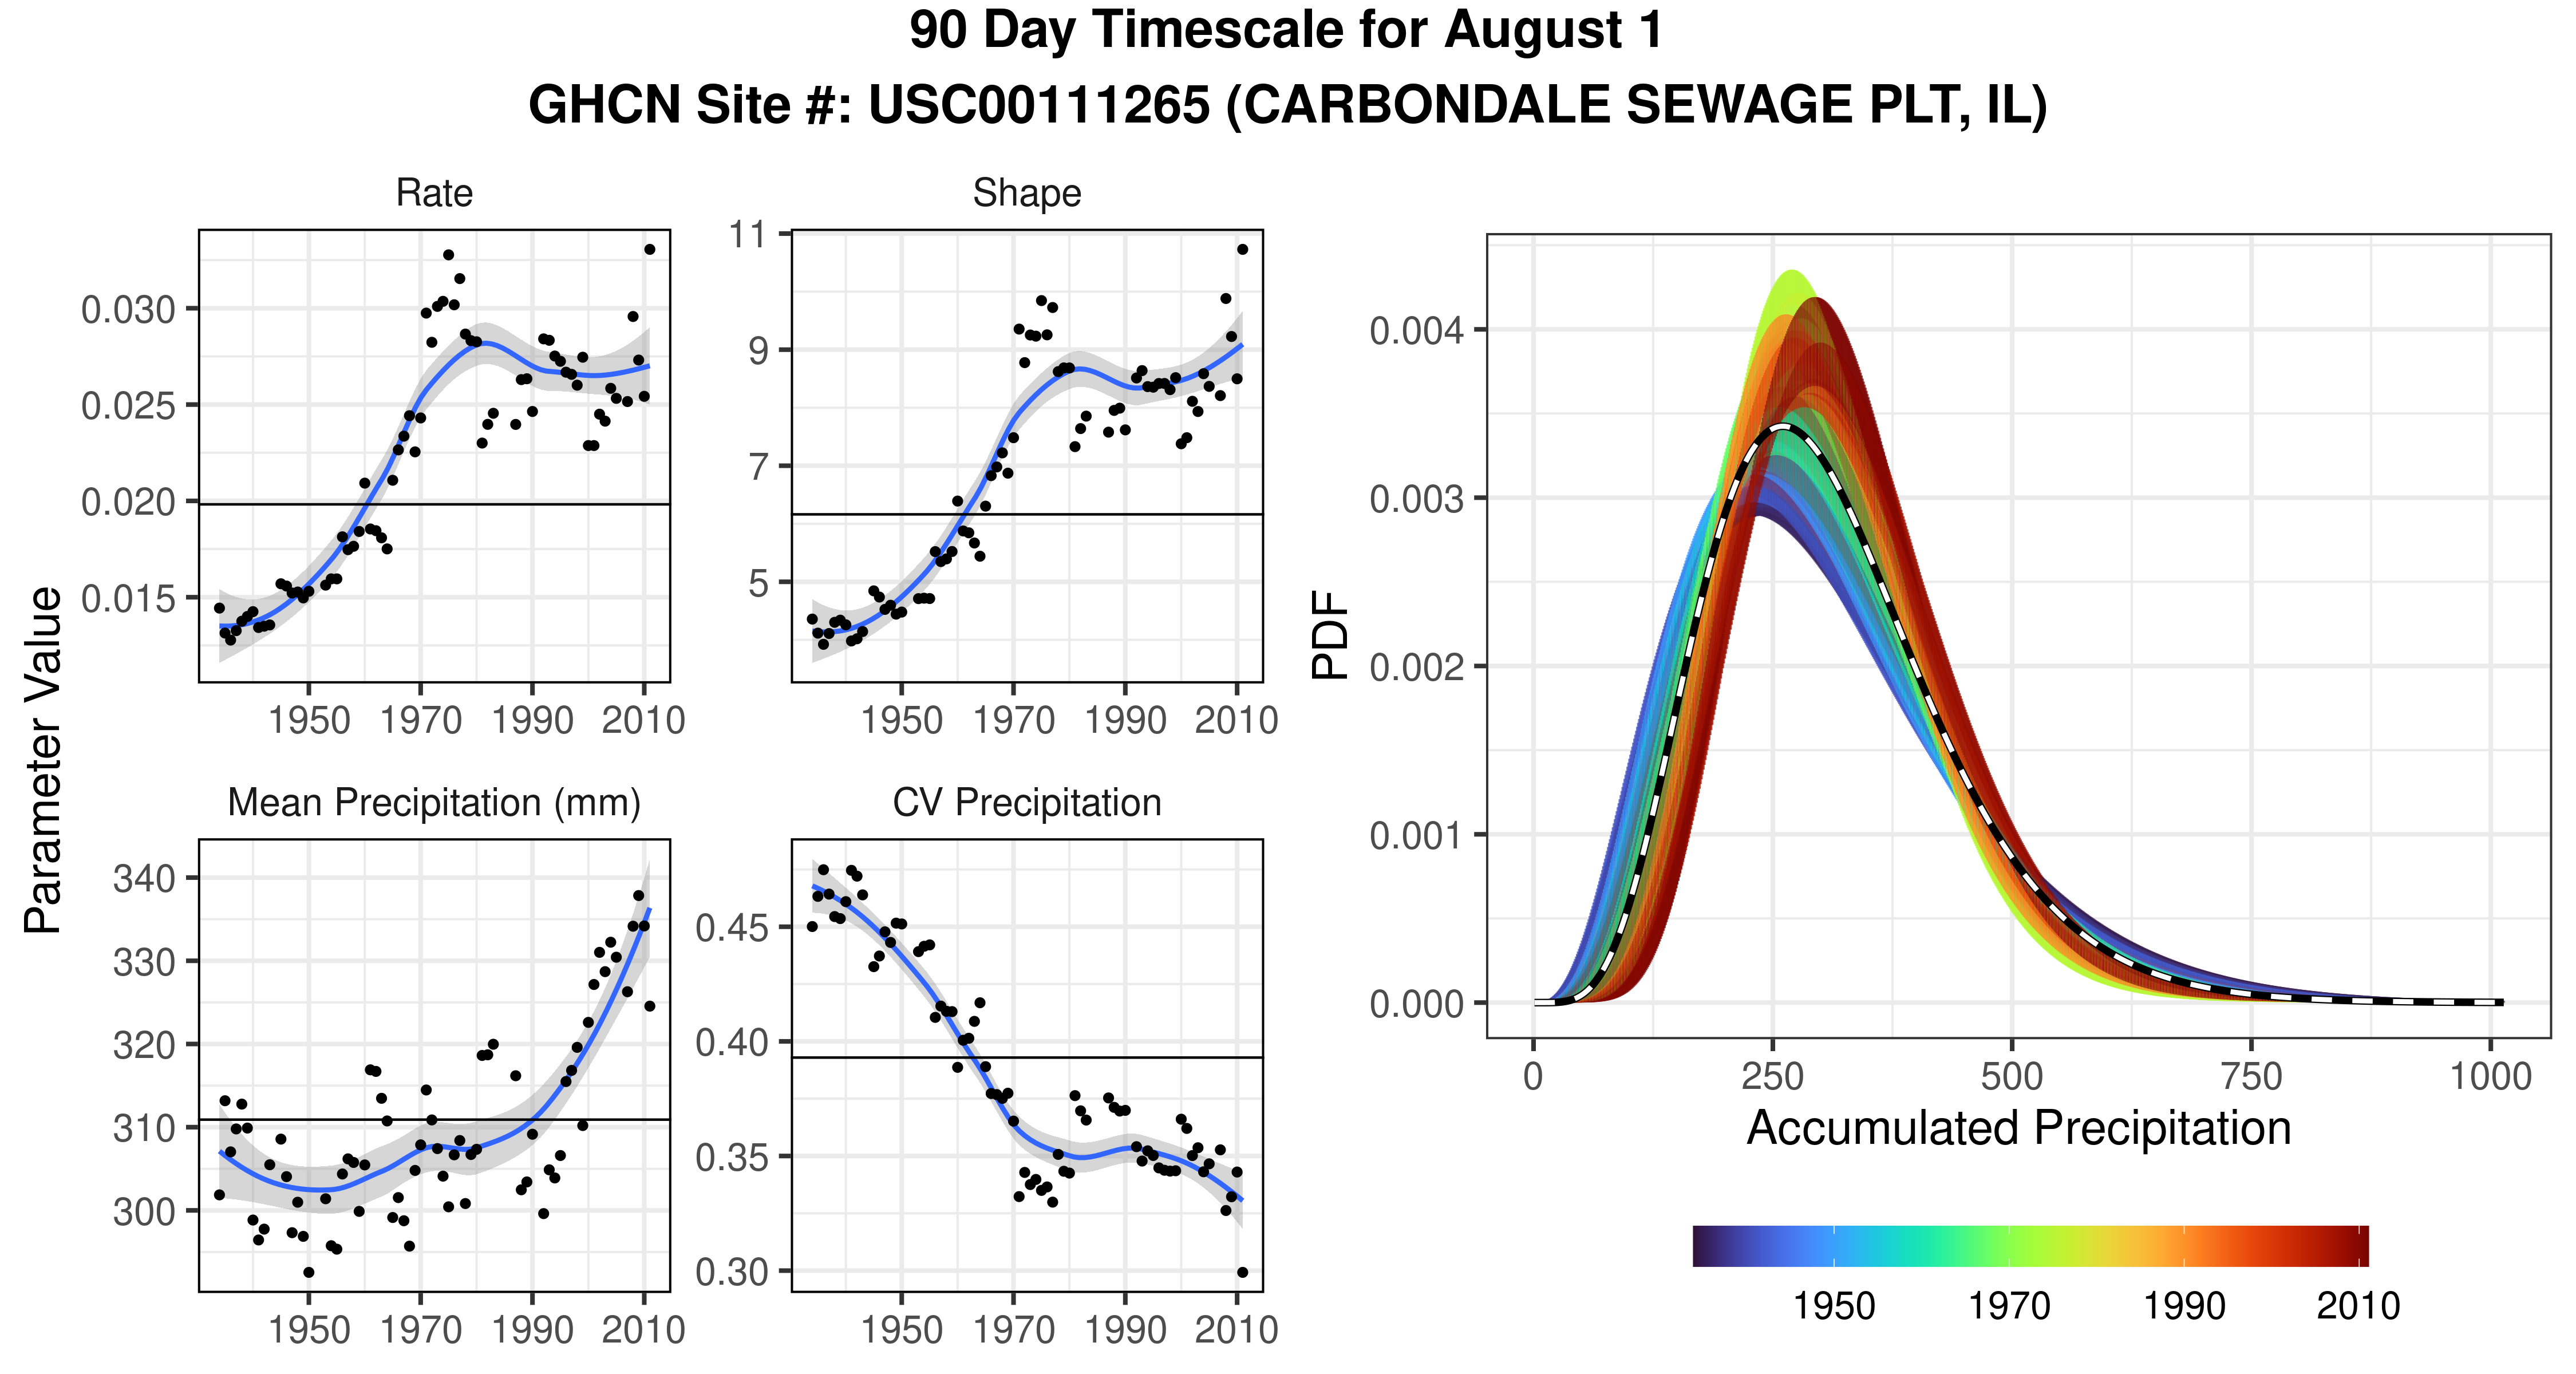 90 Day Timescale for August 1
GHCN Site #: USC00111265 (CARBONDALE SEWAGE PLT, IL)
Parameter Value
Rate
0.030
0.025
0.020
0.015
1950 1970 1990 2010
Shape
11
9
7
5
1950 1970 1990 2010
Mean Precipitation (mm)
340
330
320
310
300
1950 1970 1990 2010
CV Precipitation
0.45
0.40
0.35
0.30
1950 1970 1990 2010
PDF
0.004
0.003
0.002
0.001
0.000
0 250 500 750 1000
Accumulated Precipitation
1950 1970 1990 2010